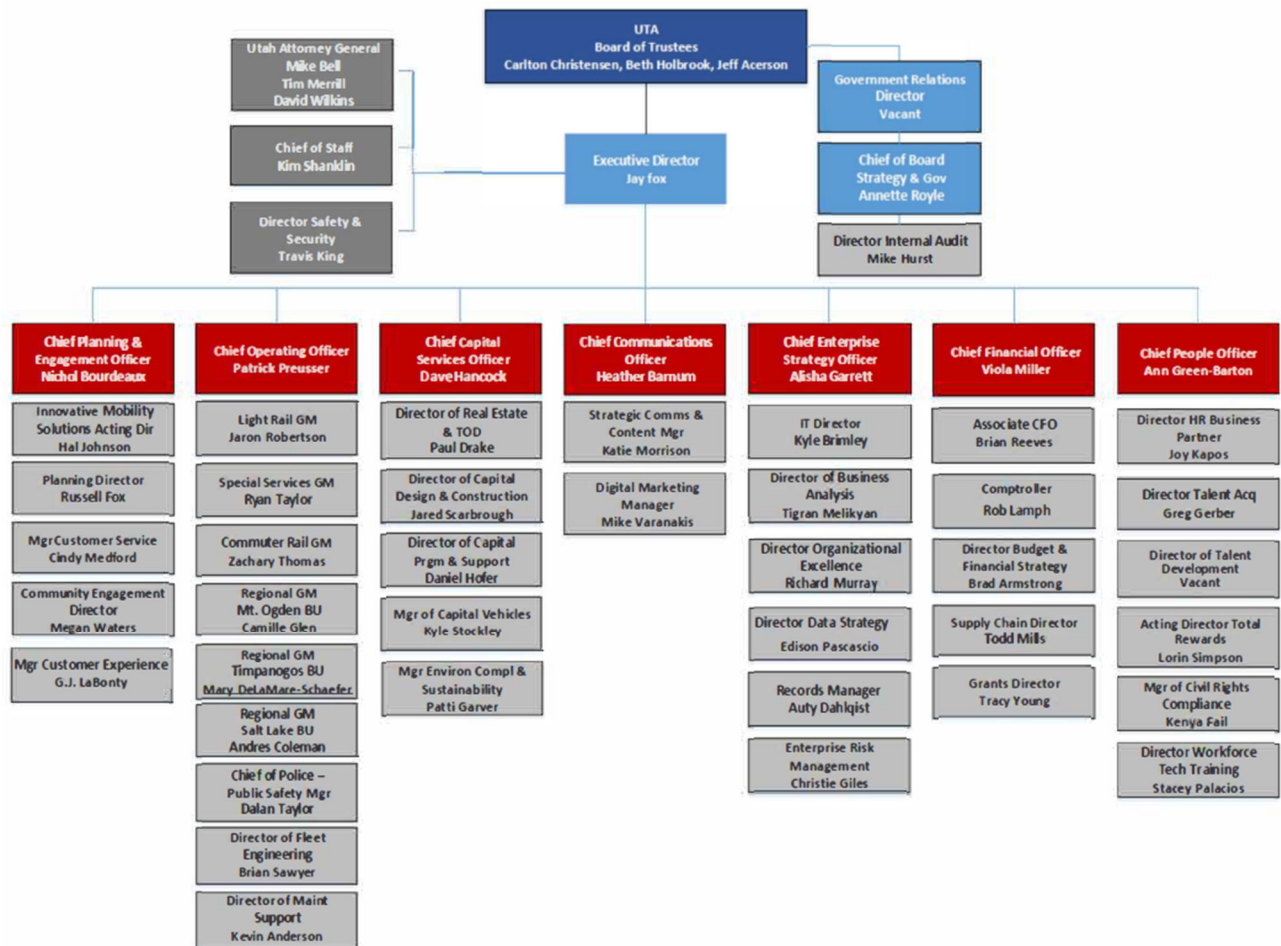 UTA
Board of Trustees
Carlton Christensen, Beth Holbrook, Jeff Acerson
Utah Attorney General
Mike Bell
Tim Merrill
David Wilkins
Chief of Staff
Kim Shanklin
Director Safety &
Security
Travis King
Executive Director
Jay fox
Government Relations
Director
Vacant
Chief of Board
Strategy & Gov
Annette Royle
Director Internal Audit
Mike Hurst
Chief Planning &
Engagement Officer
Nichol Bourdeaux
Innovative Mobility
Solutions Acting Dir
Hal Johnson
Planning Director
Russell Fox
Mgr Customer Service
Cindy Medford
Community Engagement
Director
Megan Waters
Mgr Customer Experience
G.J. LaBonty
Chief Operating Officer
Patrick Preusser
Light Rail GM
Jaron Robertson
Special Services GM
Ryan Taylor
Commuter Rail GM
Zachary Thomas
Regional GM
Mt. Ogden BU
Camille Glen
Regional GM
Timpanogos BU
Mary DeLaMare-Schaefer
Regional GM
Salt Lake BU
Andres Coleman
Chief of Police –
Public Safety Mgr
Dalan Taylor
Director of Fleet
Engineering
Brian Sawyer
Director of Maint
Support
Kevin Anderson
Chief Capital
Services Officer
Dave Hancock
Director of Real Estate
& TOD
Paul Drake
Director of Capital
Design & Construction
Jared Scarbrough
Director of Capital
Prgm & Support
Daniel Hofer
Mgr of Capital Vehicles
Kyle Stockley
Mgr Environ Compl &
Sustainability
Patti Garver
Chief Communications
Officer
Heather Barnum
Strategic Comms &
Content Mgr
Katie Morrison
Digital Marketing
Manager
Mike Varanakis
Chief Enterprise
Strategy Officer
Alisha Garrett
IT Director
Kyle Brimley
Director of Business
Analysis
Tigran Melikyan
Director Organizational
Excellence
Richard Murray
Director Data Strategy
Edison Pascascio
Records Manager
Auty Dahlqist
Enterprise Risk
Management
Christie Giles
Chief Financial Officer
Viola Miller
Associate CFO
Brian Reeves
Comptroller
Rob Lamph
Director Budget &
Financial Strategy
Brad Armstrong
Supply Chain Director
Todd Mills
Grants Director
Tracy Young
Chief People Officer
Ann Green-Barton
Director HR Business
Partner
Joy Kapos
Director Talent Acq
Greg Gerber
Director of Talent
Development
Vacant
Acting Director Total
Rewards
Lorin Simpson
Mgr of Civil Rights
Compliance
Kenya Fail
Director Workforce
Tech Training
Stacey Palacios